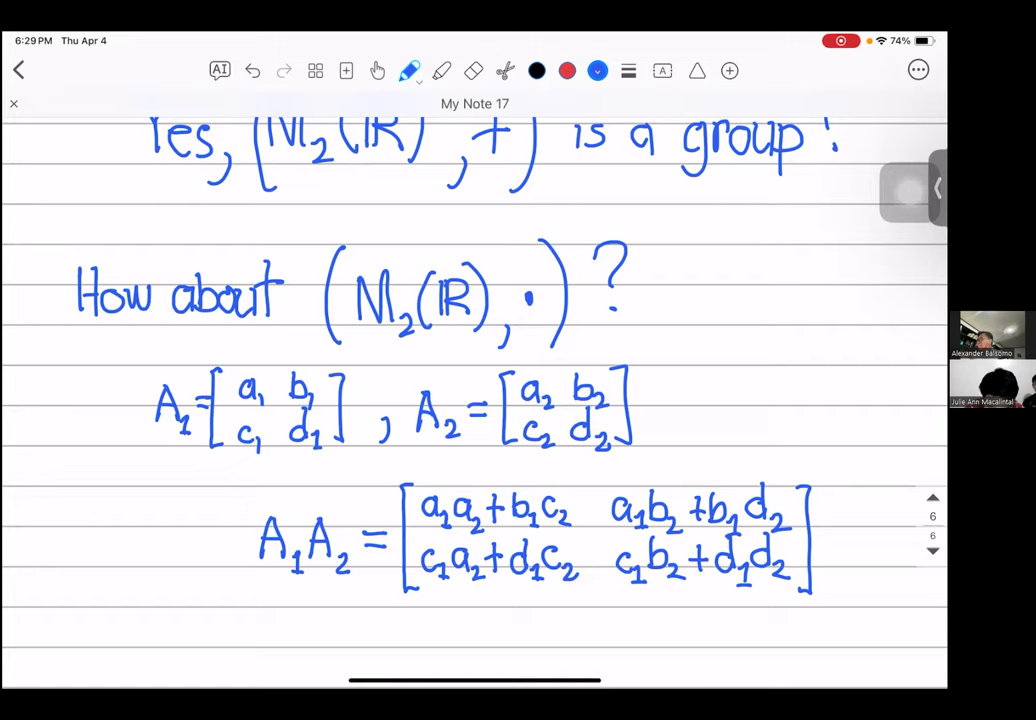 6:29 PM Thu Apr 4 74%
AI A
My Note 17
Yes, (M₂(ℝ), +) is a group!
How about (M₂(ℝ), ·)?
A₁ = [a₁ b₁; c₁ d₁], A₂ = [a₂ b₂; c₂ d₂]
A₁A₂ = [a₁a₂+b₁c₂ a₁b₂+b₁d₂; c₁a₂+d₁c₂ c₁b₂+d₁d₂]
6
6
Alexander Balsomo
Julie Ann Macalintal